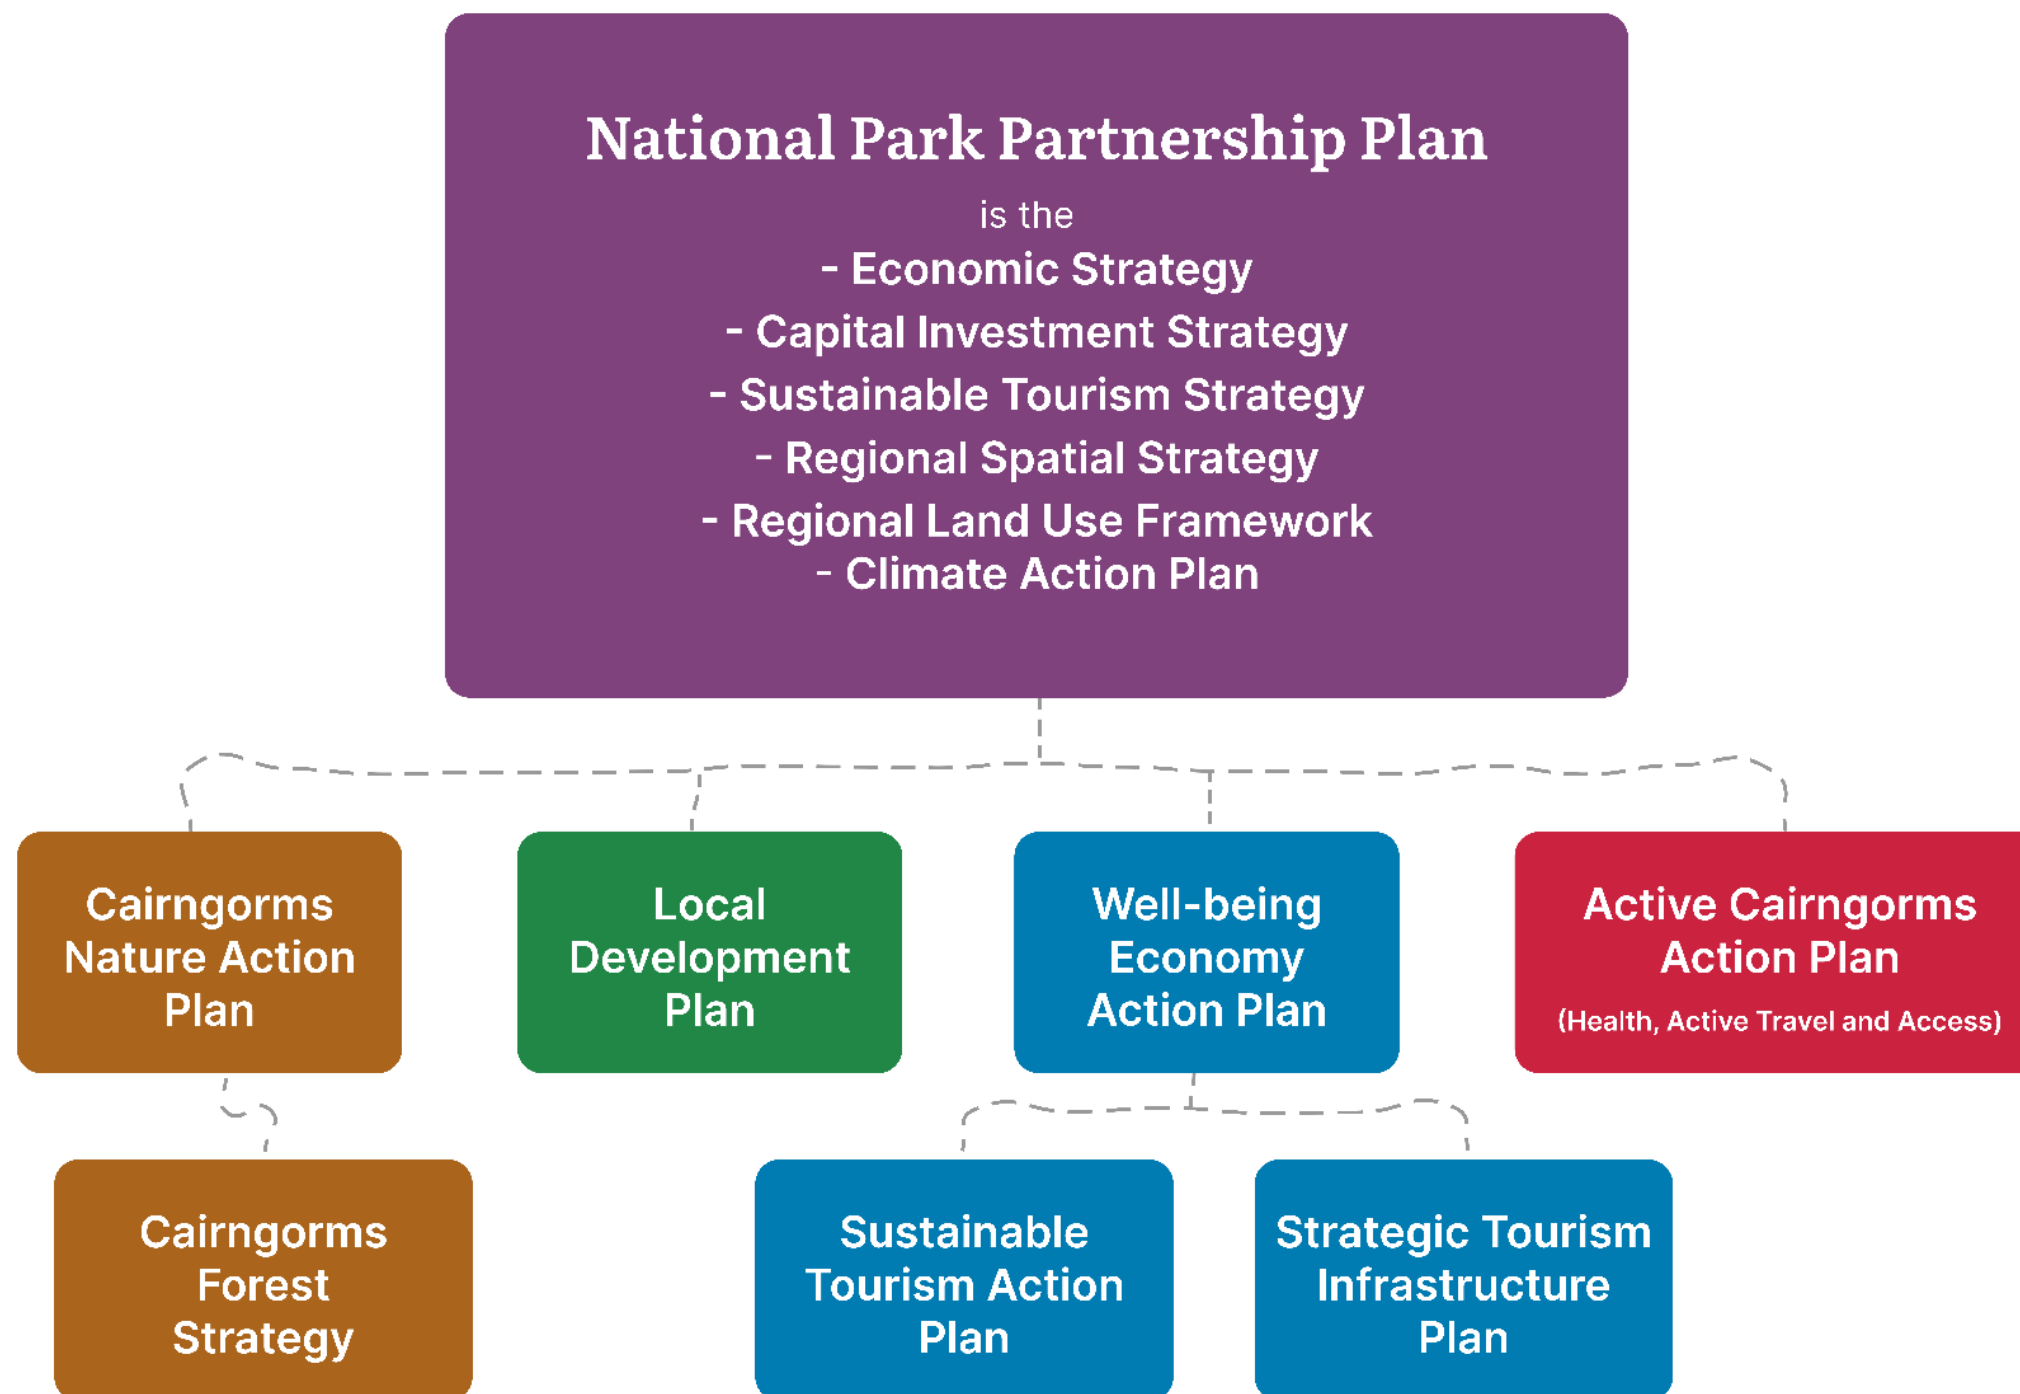 National Park Partnership Plan
is the
- Economic Strategy
- Capital Investment Strategy
- Sustainable Tourism Strategy
- Regional Spatial Strategy
- Regional Land Use Framework
- Climate Action Plan
Cairngorms
Nature Action
Plan
Local
Development
Plan
Well-being
Economy
Action Plan
Active Cairngorms
Action Plan
(Health, Active Travel and Access)
Cairngorms
Forest
Strategy
Sustainable
Tourism Action
Plan
Strategic Tourism
Infrastructure
Plan